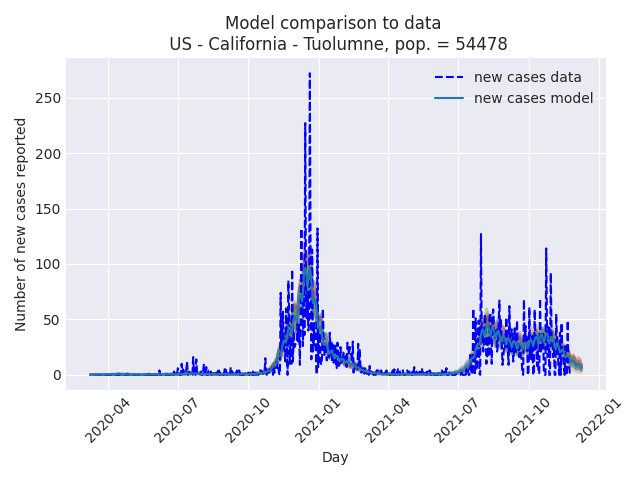 Model comparison to data
US - California - Tuolumne, pop. = 54478
new cases data
new cases model
Number of new cases reported
250
200
150
100
50
0
2020-04
2020-07
2020-10
2021-01
2021-04
2021-07
2021-10
2022-01
Day